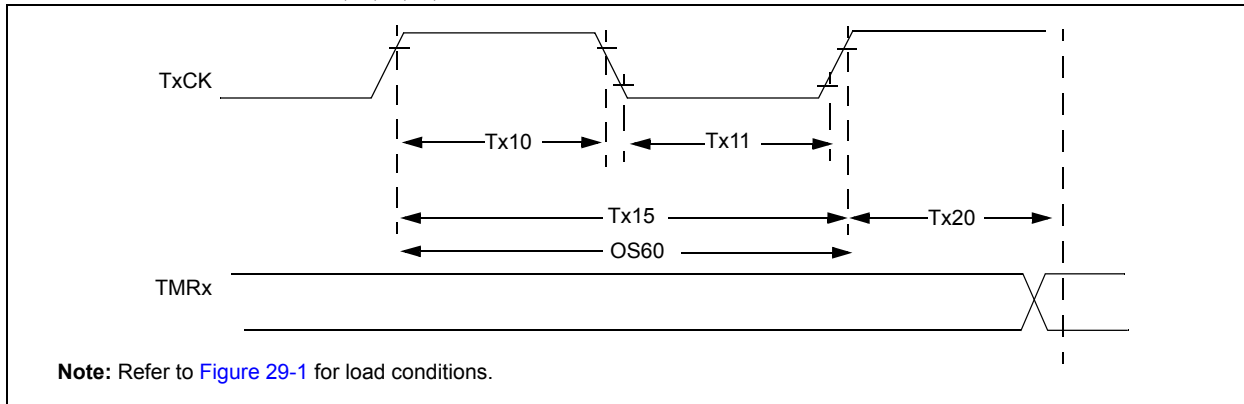 TxCK
Tx10
Tx11
Tx15
Tx20
OS60
TMRx
Note: Refer to Figure 29-1 for load conditions.